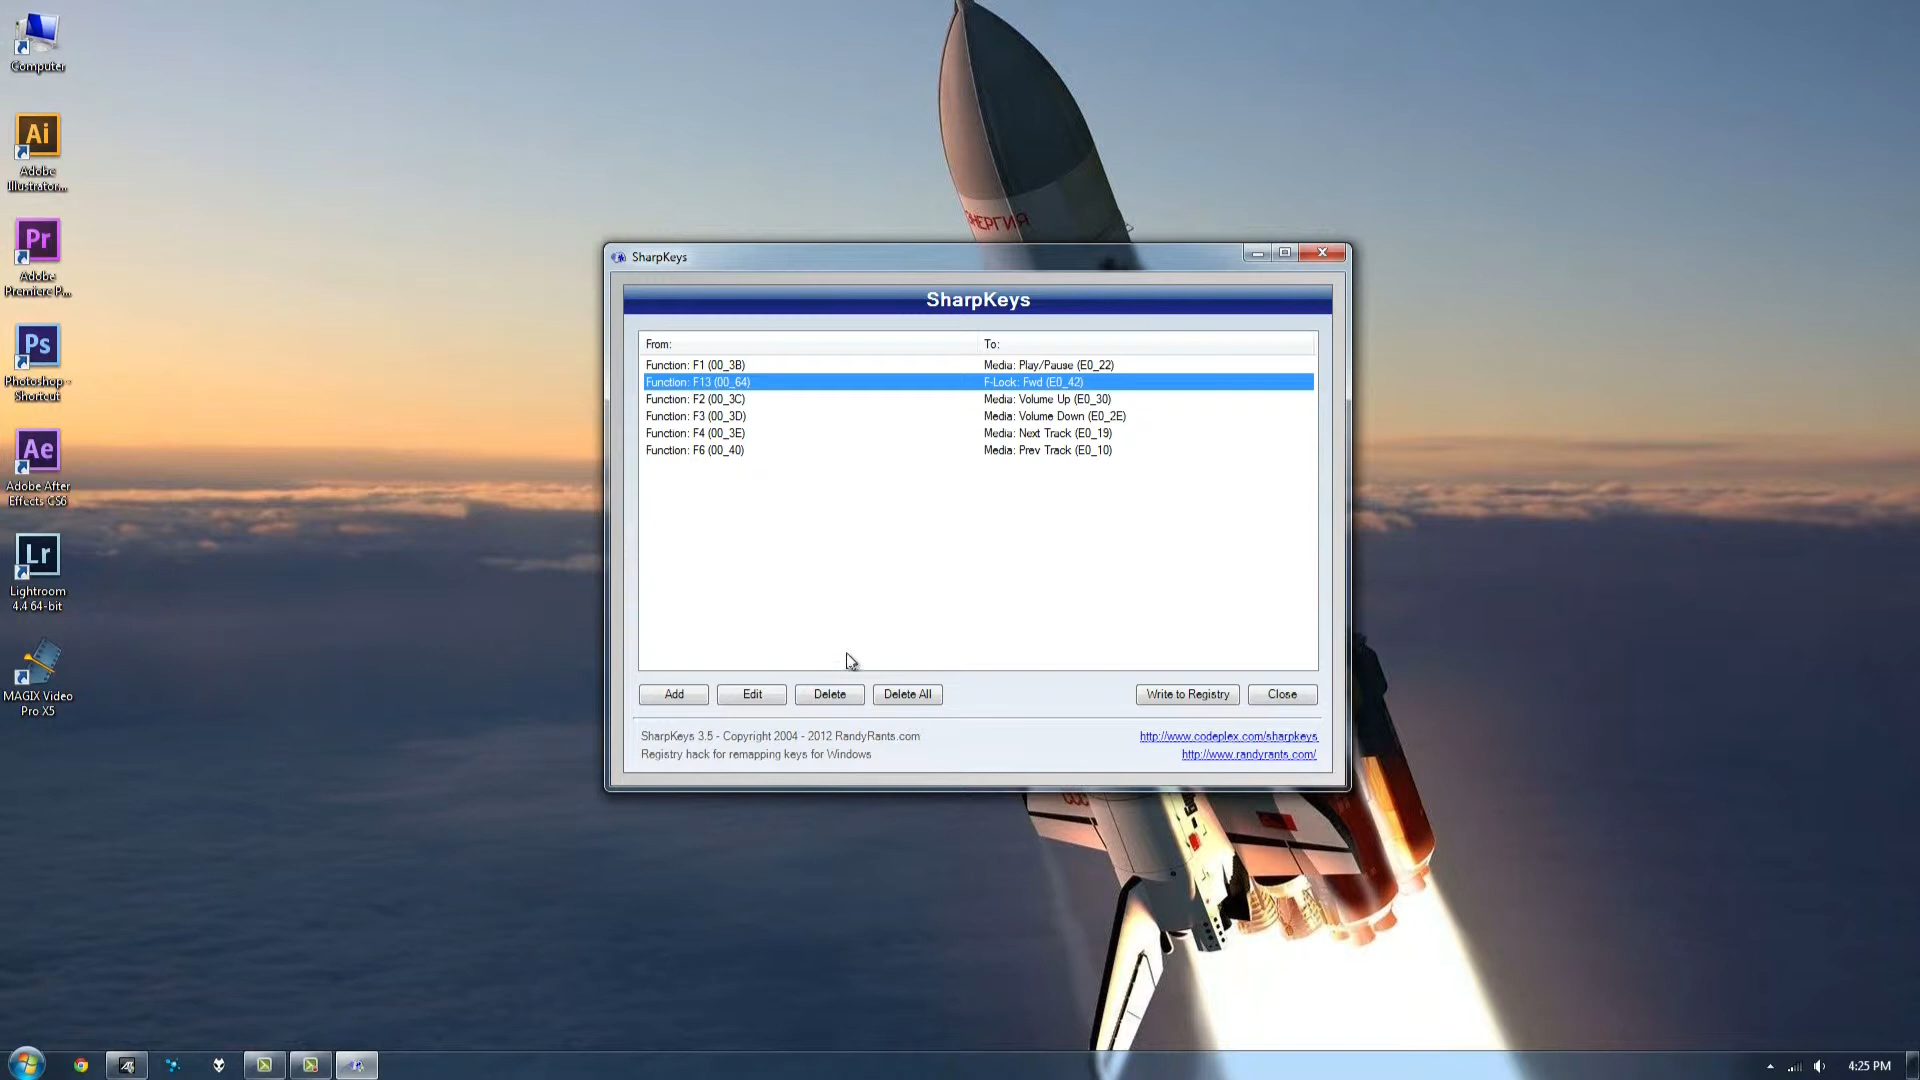 Computer
Ai
Adobe
Illustrator...
Pr
Adobe
Premiere P...
Ps
Photoshop -
Shortcut
Ae
Adobe After
Effects CS6
Lr
Lightroom
4.4 64-bit
MAGIX Video
Pro X5
ЭНЕРГИЯ
SharpKeys
SharpKeys
From: To:
Function: F1 (00_3B) Media: Play/Pause (E0_22)
Function: F13 (00_64) F-Lock: Fwd (E0_42)
Function: F2 (00_3C) Media: Volume Up (E0_30)
Function: F3 (00_3D) Media: Volume Down (E0_2E)
Function: F4 (00_3E) Media: Next Track (E0_19)
Function: F6 (00_40) Media: Prev Track (E0_10)
Add Edit Delete Delete All Write to Registry Close
SharpKeys 3.5 - Copyright 2004 - 2012 RandyRants.com http://www.codeplex.com/sharpkeys
Registry hack for remapping keys for Windows http://www.randyrants.com/
4:25 PM